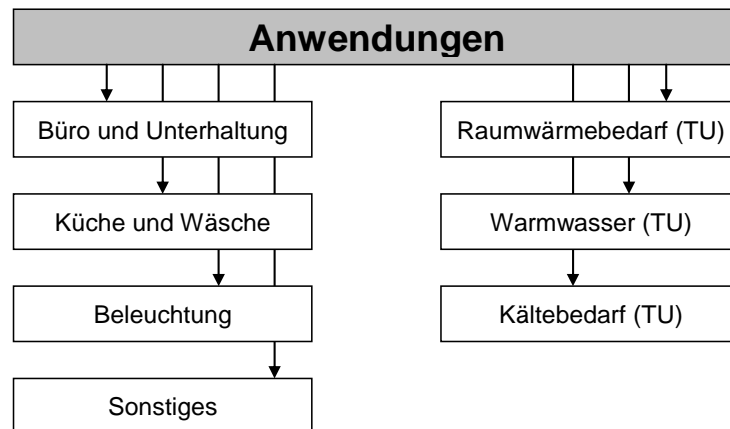 Anwendungen
Büro und Unterhaltung
Raumwärmebedarf (TU)
Küche und Wäsche
Warmwasser (TU)
Beleuchtung
Kältebedarf (TU)
Sonstiges